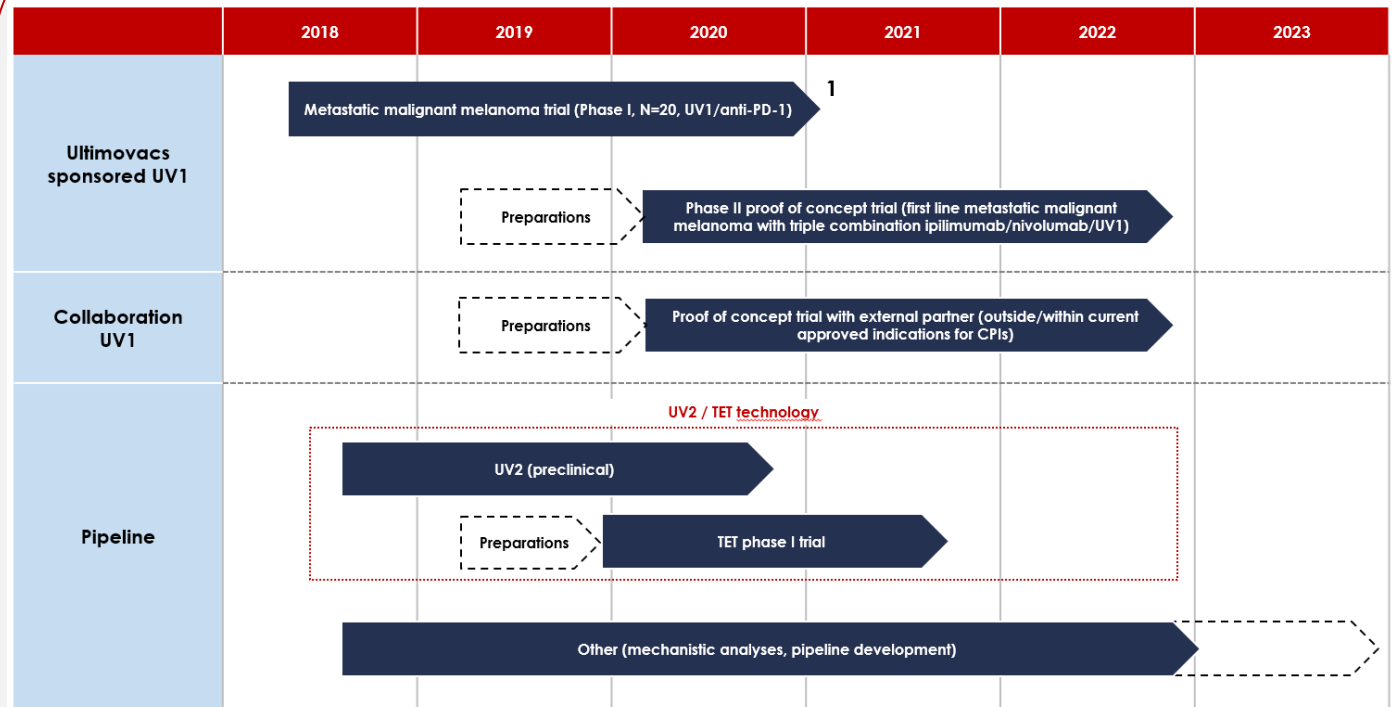 2018 2019 2020 2021 2022 2023
Ultimovacs
sponsored UV1
Metastatic malignant melanoma trial (Phase I, N=20, UV1/anti-PD-1)
1
Preparations
Phase II proof of concept trial (first line metastatic malignant
melanoma with triple combination ipilimumab/nivolumab/UV1)
Collaboration
UV1
Preparations
Proof of concept trial with external partner (outside/within current
approved indications for CPIs)
Pipeline
UV2 / TET technology
UV2 (preclinical)
Preparations
TET phase I trial
Other (mechanistic analyses, pipeline development)